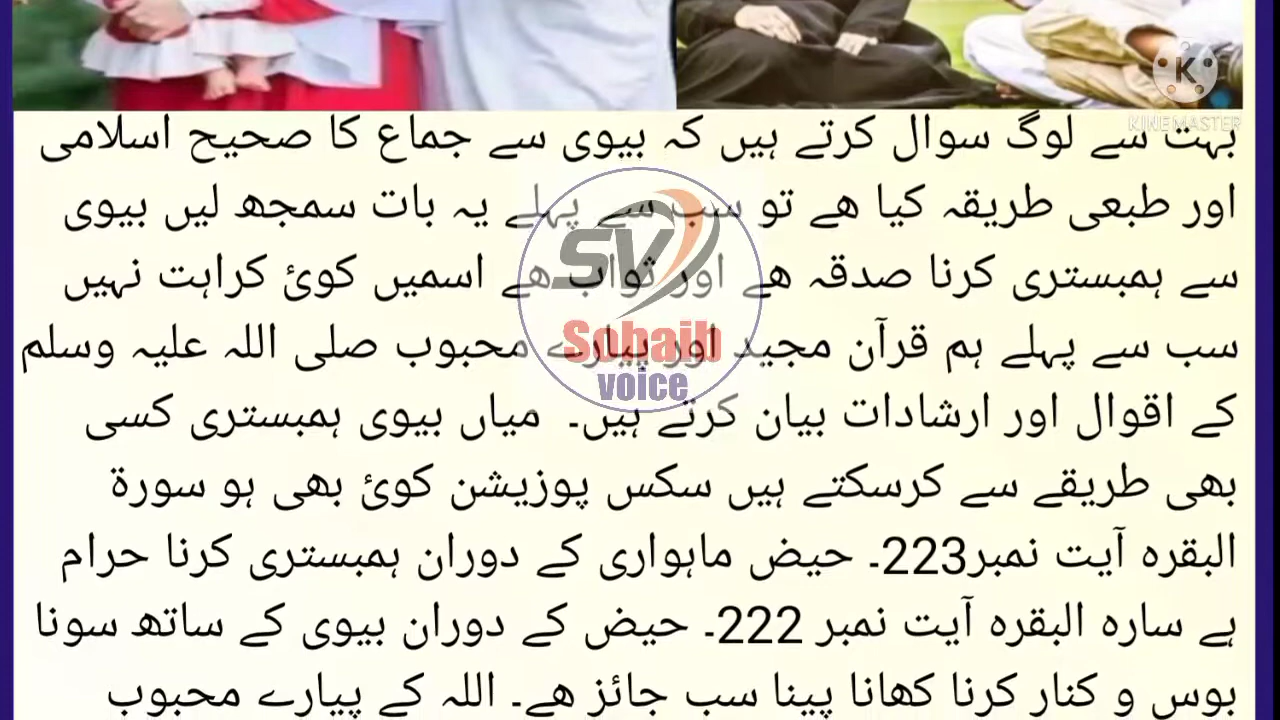 K
KINEMASTER
بہت سے لوگ سوال کرتے ہیں کہ بیوی سے جماع کا صحیح اسلامی
اور طبعی طریقہ کیا ھے تو سب سے پہلے یہ بات سمجھ لیں بیوی
سے ہمبستری کرنا صدقہ ھے اور ثواب ھے اسمیں کوئ کراہت نہیں
سب سے پہلے ہم قرآن مجید اور پیارے محبوب صلی اللہ علیہ وسلم
کے اقوال اور ارشادات بیان کرتے ہیں۔ میاں بیوی ہمبستری کسی
بھی طریقے سے کرسکتے ہیں سکس پوزیشن کوئ بھی ہو سورۃ
البقرہ آیت نمبر223۔ حیض ماہواری کے دوران ہمبستری کرنا حرام
ہے سارہ البقرہ آیت نمبر 222۔ حیض کے دوران بیوی کے ساتھ سونا
بوس و کنار کرنا کھانا پینا سب جائز ھے۔ اللہ کے پیارے محبوب
SV
Sohaib
voice